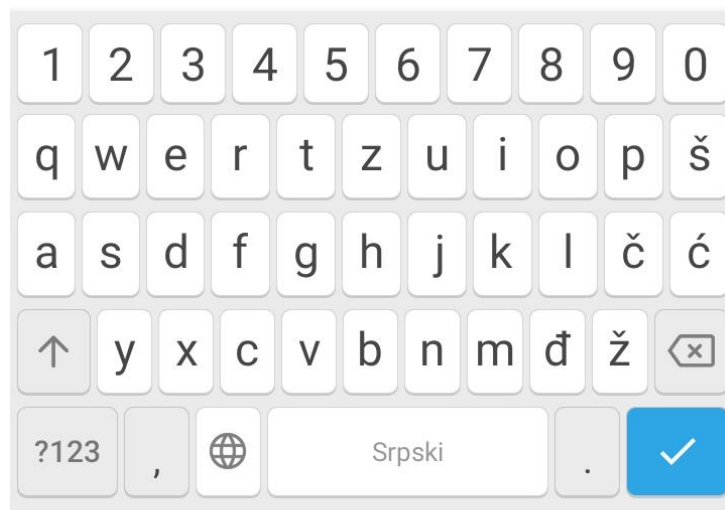 1 2 3 4 5 6 7 8 9 0
q w e r t z u i o p š
a s d f g h j k l č ć
y x c v b n m đ ž
?123 , Srpski .